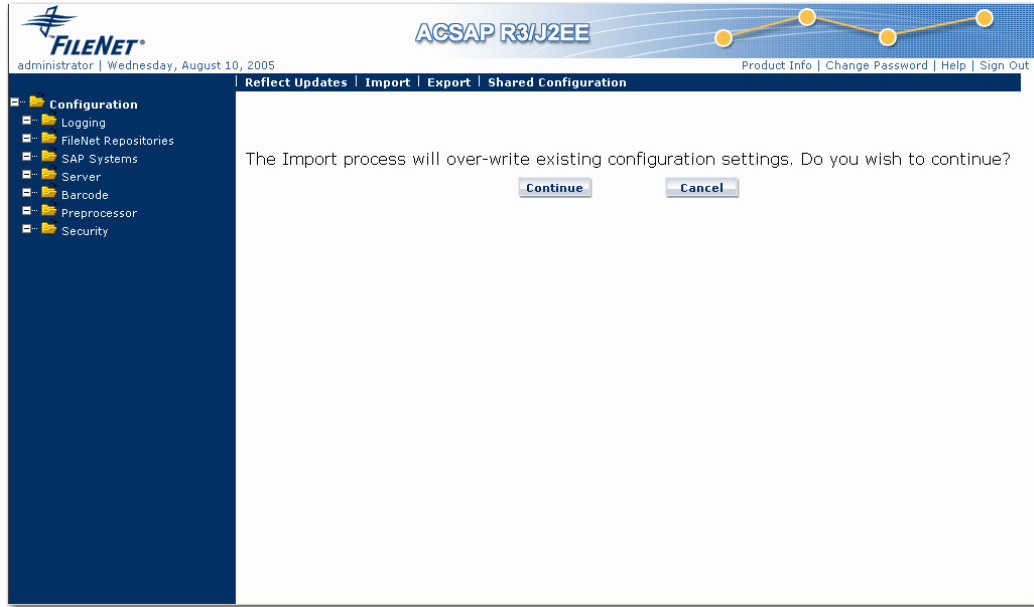 FILENET®
ACSAP R3/J2EE
administrator | Wednesday, August 10, 2005
Product Info | Change Password | Help | Sign Out
| Reflect Updates | Import | Export | Shared Configuration
Configuration
Logging
FileNet Repositories
SAP Systems
Server
Barcode
Preprocessor
Security
The Import process will over-write existing configuration settings. Do you wish to continue?
Continue
Cancel